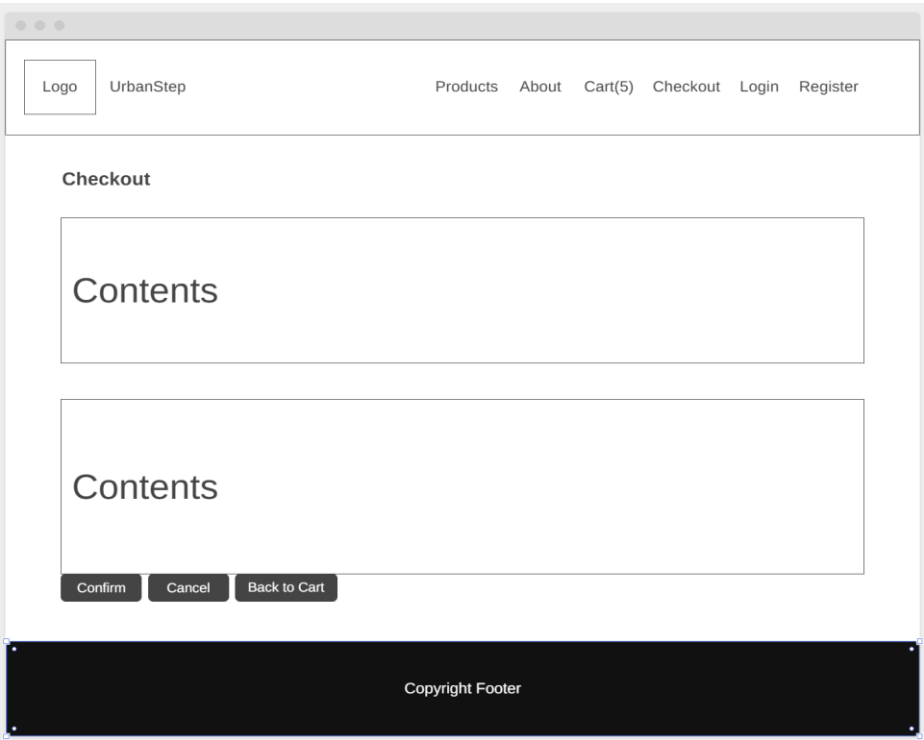 Logo UrbanStep Products About Cart(5) Checkout Login Register
Checkout
Contents
Contents
Confirm Cancel Back to Cart
Copyright Footer